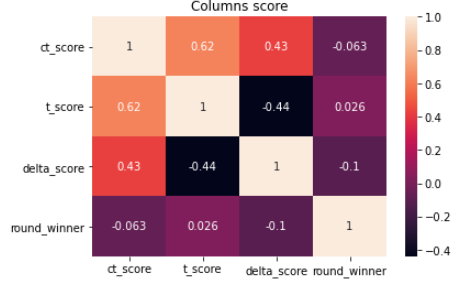 Columns score
ct_score 1 0.62 0.43 -0.063
t_score 0.62 1 -0.44 0.026
delta_score 0.43 -0.44 1 -0.1
round_winner -0.063 0.026 -0.1 1
ct_score t_score delta_score round_winner
1.0
0.8
0.6
0.4
0.2
0.0
−0.2
−0.4